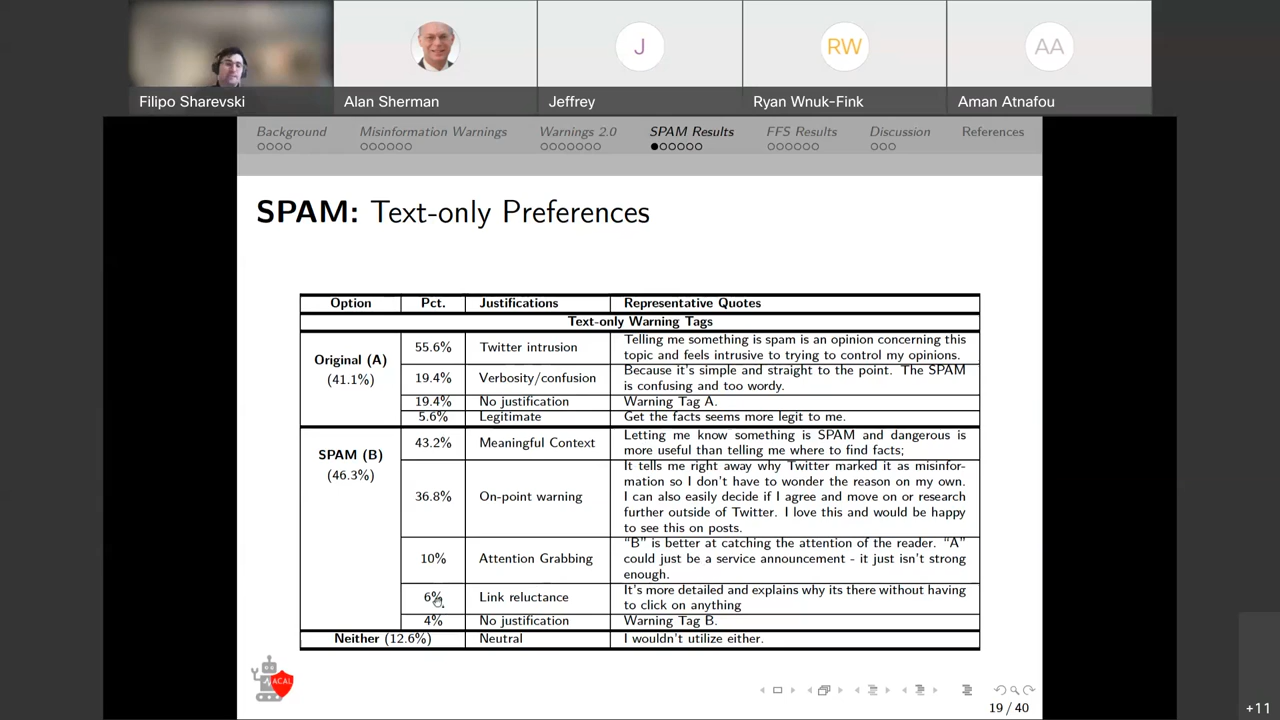 J
RW
AA
Filipo Sharevski
Alan Sherman
Jeffrey
Ryan Wnuk-Fink
Aman Atnafou
Background
Misinformation Warnings
Warnings 2.0
SPAM Results
FFS Results
Discussion
References
SPAM: Text-only Preferences
Option Pct. Justifications Representative Quotes
Text-only Warning Tags
Original (A)
(41.1%)
55.6% Twitter intrusion
Telling me something is spam is an opinion concerning this
topic and feels intrusive to trying to control my opinions.
19.4% Verbosity/confusion
Because it's simple and straight to the point. The SPAM
is confusing and too wordy.
19.4% No justification Warning Tag A.
5.6% Legitimate Get the facts seems more legit to me.
SPAM (B)
(46.3%)
43.2% Meaningful Context
Letting me know something is SPAM and dangerous is
more useful than telling me where to find facts;
36.8% On-point warning
It tells me right away why Twitter marked it as misinfor-
mation so I don't have to wonder the reason on my own.
I can also easily decide if I agree and move on or research
further outside of Twitter. I love this and would be happy
to see this on posts.
10% Attention Grabbing
"B" is better at catching the attention of the reader. "A"
could just be a service announcement - it just isn't strong
enough.
6% Link reluctance
It's more detailed and explains why its there without having
to click on anything
4% No justification Warning Tag B.
Neither (12.6%) Neutral I wouldn't utilize either.
ACAL
19 / 40
+11